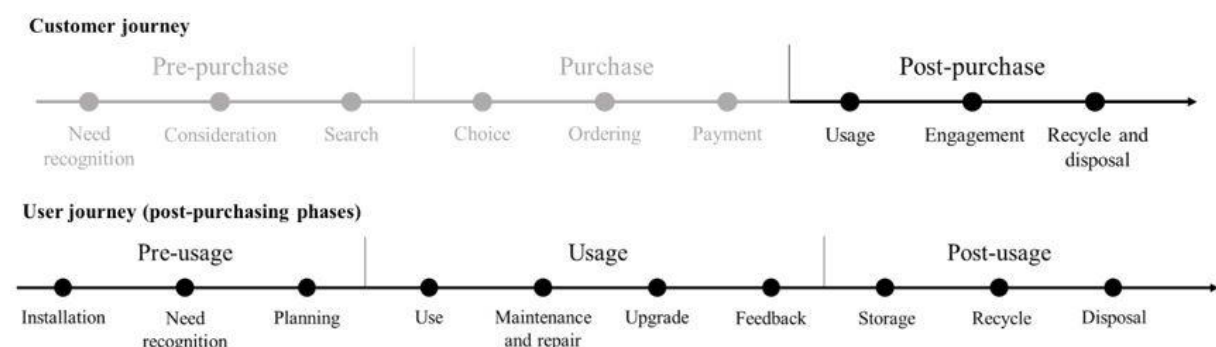 Customer journey
Pre-purchase Purchase Post-purchase
Need recognition Consideration Search Choice Ordering Payment Usage Engagement Recycle and disposal
User journey (post-purchasing phases)
Pre-usage Usage Post-usage
Installation Need recognition Planning Use Maintenance and repair Upgrade Feedback Storage Recycle Disposal